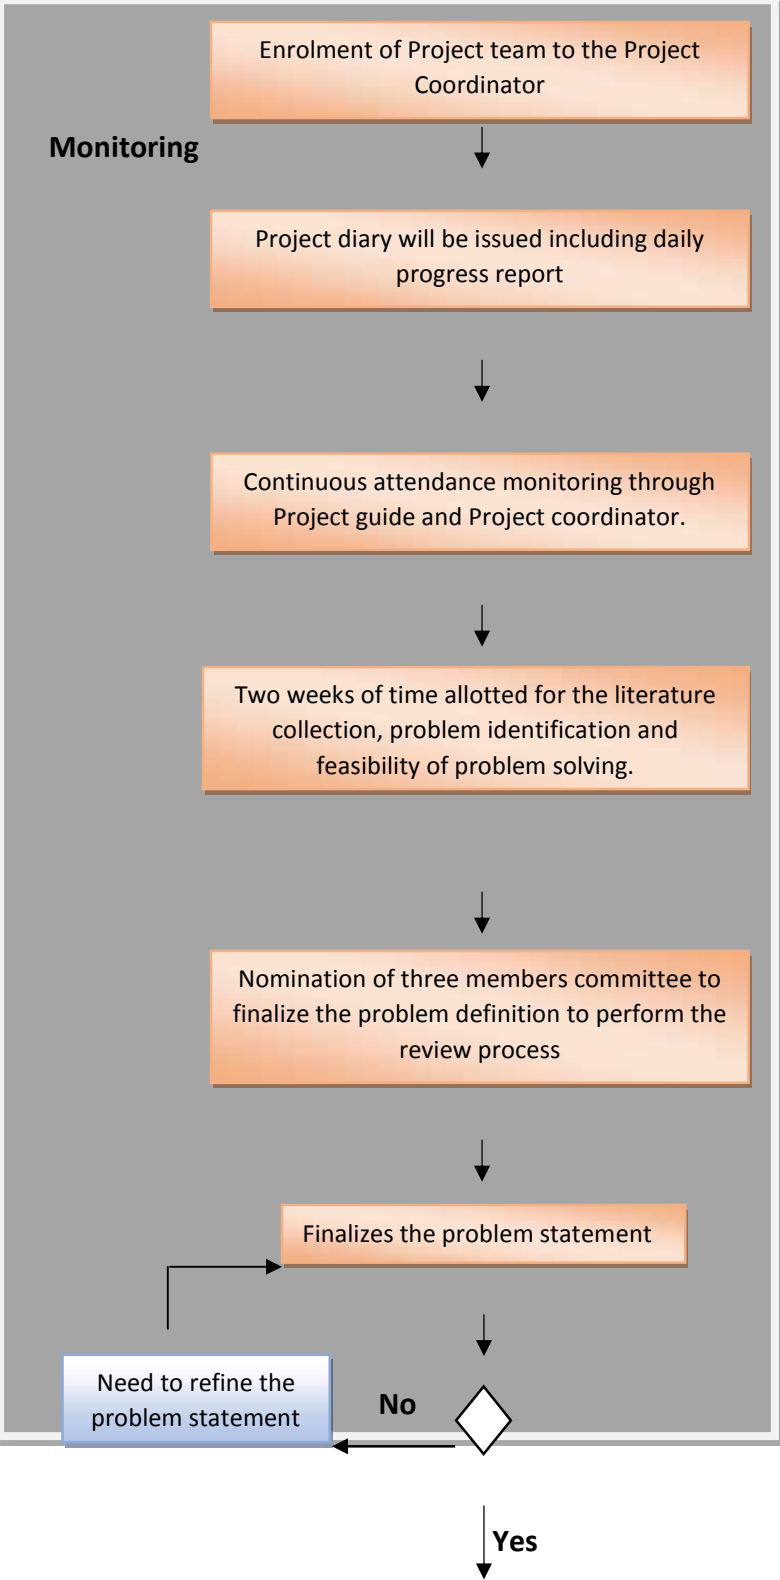 Enrolment of Project team to the Project
Coordinator
Monitoring
Project diary will be issued including daily
progress report
Continuous attendance monitoring through
Project guide and Project coordinator.
Two weeks of time allotted for the literature
collection, problem identification and
feasibility of problem solving.
Nomination of three members committee to
finalize the problem definition to perform the
review process
Finalizes the problem statement
Need to refine the
problem statement
No
Yes